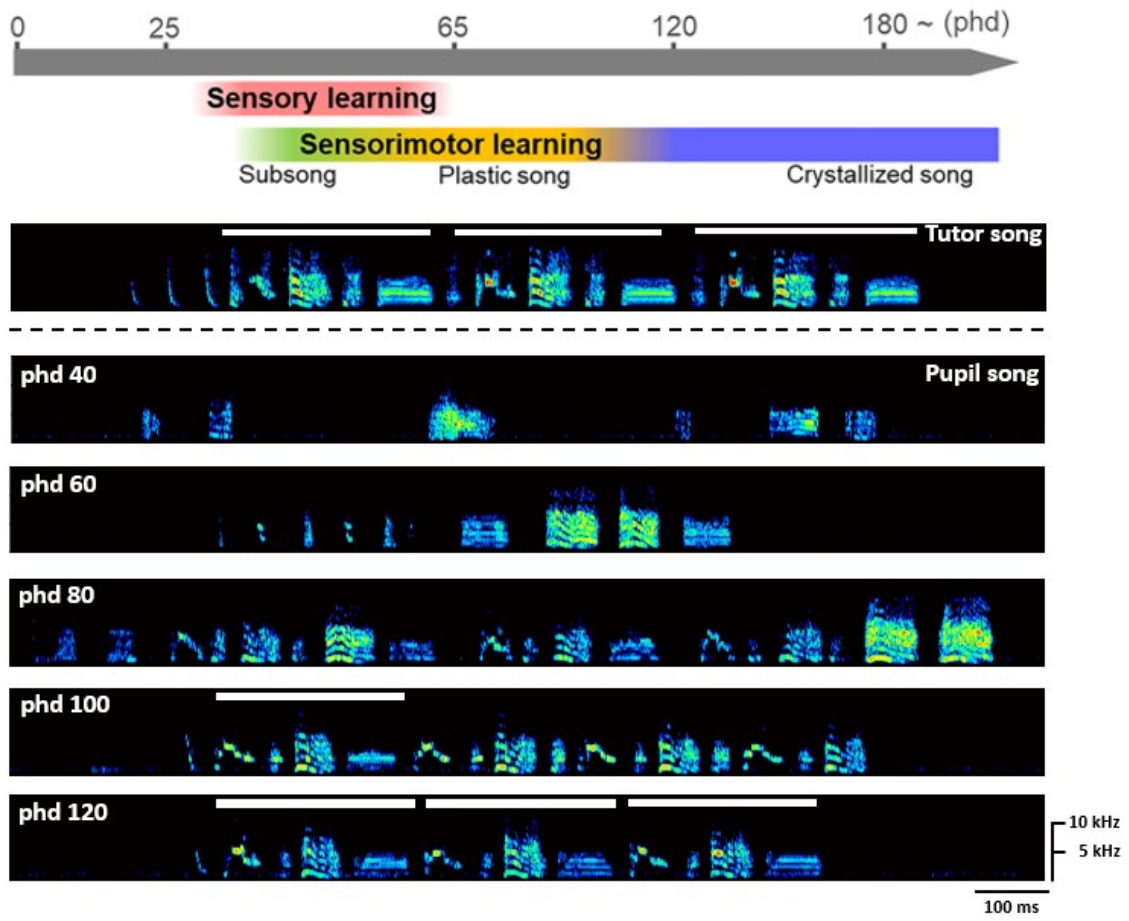 0 25 65 120 180 ~ (phd)
Sensory learning
Sensorimotor learning
Subsong Plastic song Crystallized song
Tutor song
phd 40 Pupil song
phd 60
phd 80
phd 100
phd 120
10 kHz
5 kHz
100 ms